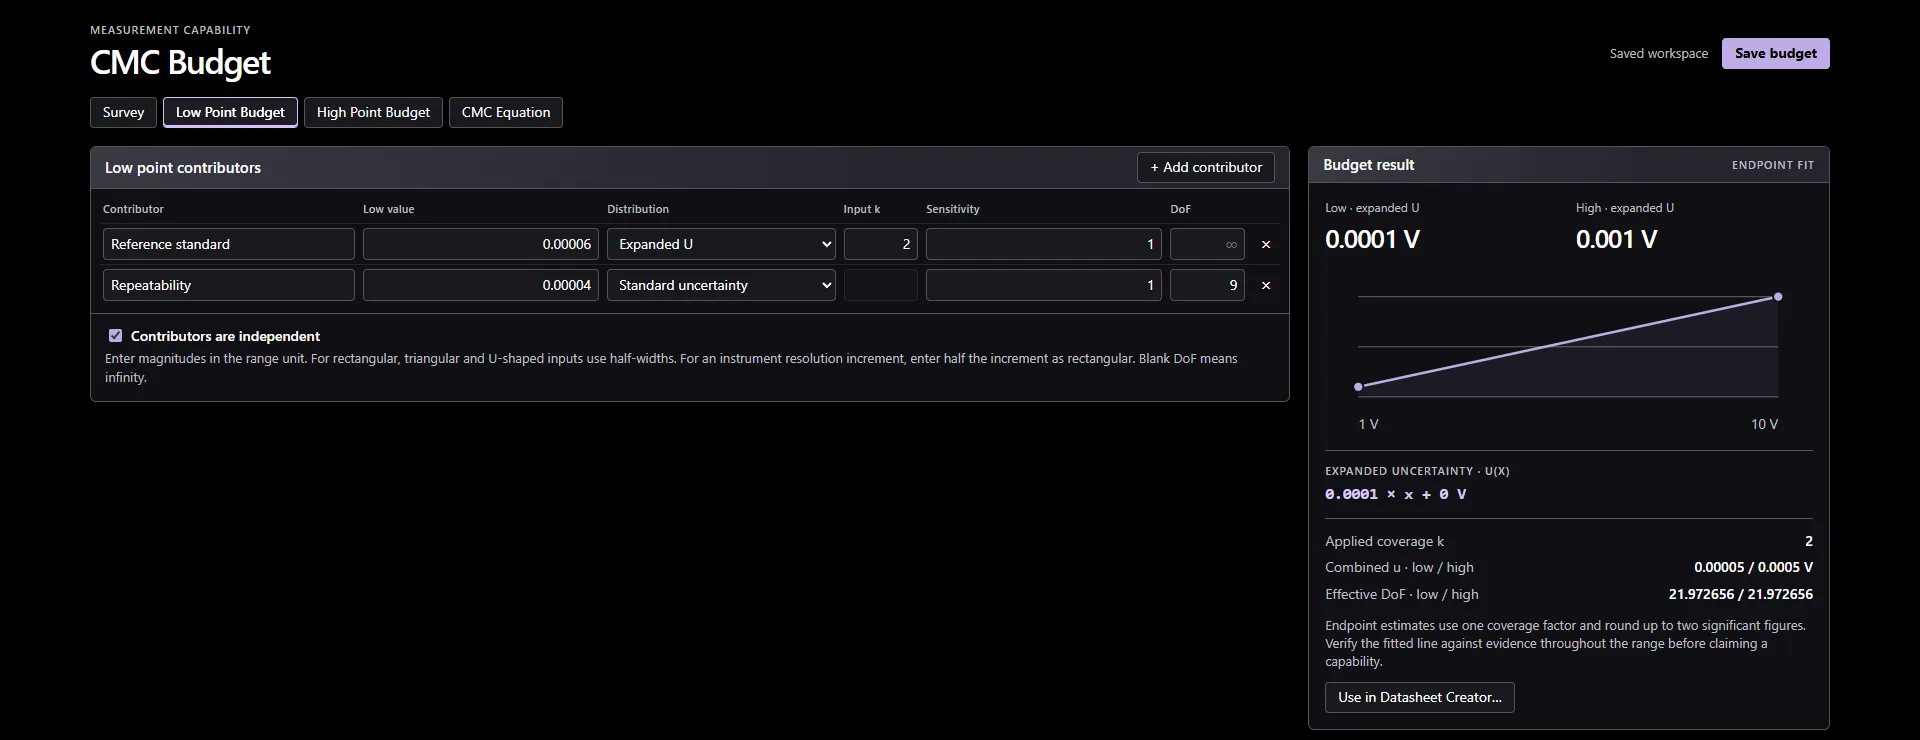 MEASUREMENT CAPABILITY
CMC Budget
Saved workspace
Save budget
Survey
Low Point Budget
High Point Budget
CMC Equation
Low point contributors
+ Add contributor
Contributor Low value Distribution Input k Sensitivity DoF
Reference standard 0.00006 Expanded U 2 1 ∞ ×
Repeatability 0.00004 Standard uncertainty 1 9 ×
Contributors are independent
Enter magnitudes in the range unit. For rectangular, triangular and U-shaped inputs use half-widths. For an instrument resolution increment, enter half the increment as rectangular. Blank DoF means
infinity.
Budget result
ENDPOINT FIT
Low · expanded U High · expanded U
0.0001 V 0.001 V
1 V 10 V
EXPANDED UNCERTAINTY · U(X)
0.0001 × x + 0 V
Applied coverage k 2
Combined u · low / high 0.00005 / 0.0005 V
Effective DoF · low / high 21.972656 / 21.972656
Endpoint estimates use one coverage factor and round up to two significant figures.
Verify the fitted line against evidence throughout the range before claiming a
capability.
Use in Datasheet Creator...